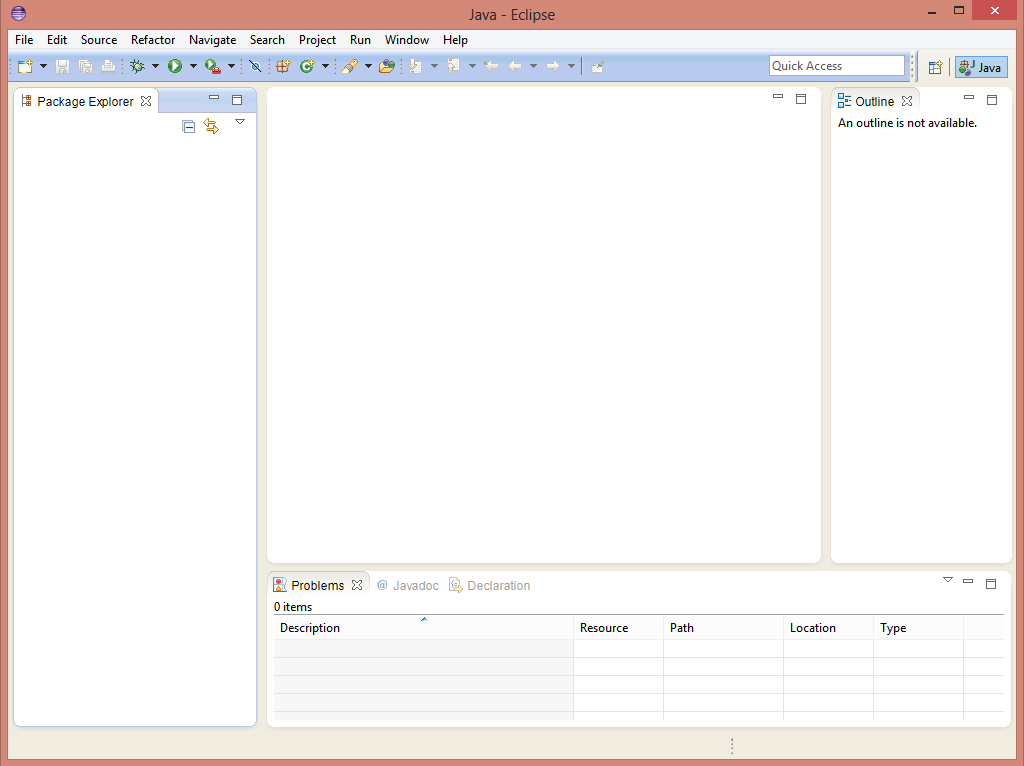 Java - Eclipse
File Edit Source Refactor Navigate Search Project Run Window Help
Quick Access
Java
Package Explorer
Outline
An outline is not available.
Problems @ Javadoc Declaration
0 items
Description Resource Path Location Type